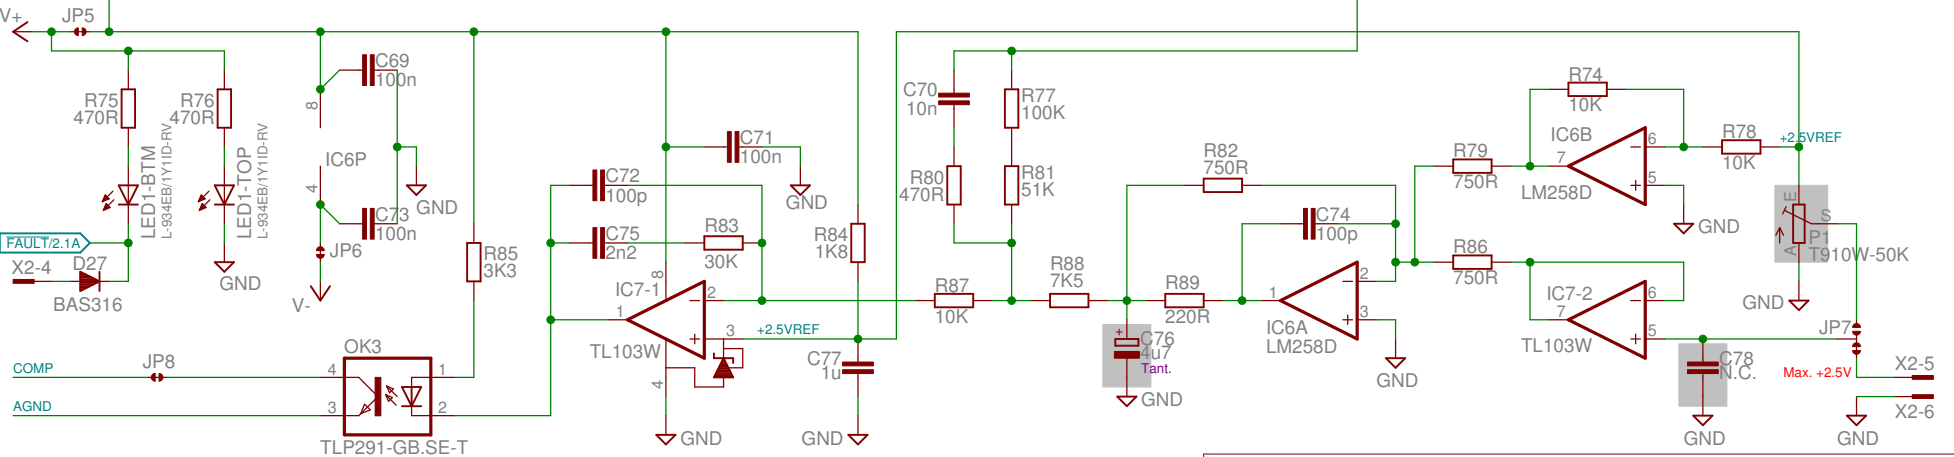 V+
JP5
R75
470R
R76
470R
LED1-BTM
L-934EB/1Y1ID-RV
LED1-TOP
L-934EB/1Y1ID-RV
FAULT/2.1A
X2-4
D27
BAS316
GND
C69
100n
8
IC6P
4
GND
C73
100n
JP6
V-
R85
3K3
COMP
JP8
AGND
OK3
4
3
1
2
TLP291-GB.SE-T
C71
100n
GND
C72
100p
C75
2n2
R83
30K
IC7-1
8
1
2
3
4
TL103W
+2.5VREF
GND
R84
1K8
C77
1u
GND
C70
10n
R77
100K
R80
470R
R81
51K
R87
10K
R88
7K5
R82
750R
C74
100p
R89
220R
+
C76
4u7
Tant.
GND
1
2
3
IC6A
LM258D
GND
R74
10K
IC6B
7
6
5
LM258D
R78
10K
+2.5VREF
GND
R79
750R
R86
750R
IC7-2
7
6
5
TL103W
E
S
A
P1
T910W-50K
GND
JP7
C78
N.C.
GND
Max. +2.5V
X2-5
X2-6
GND